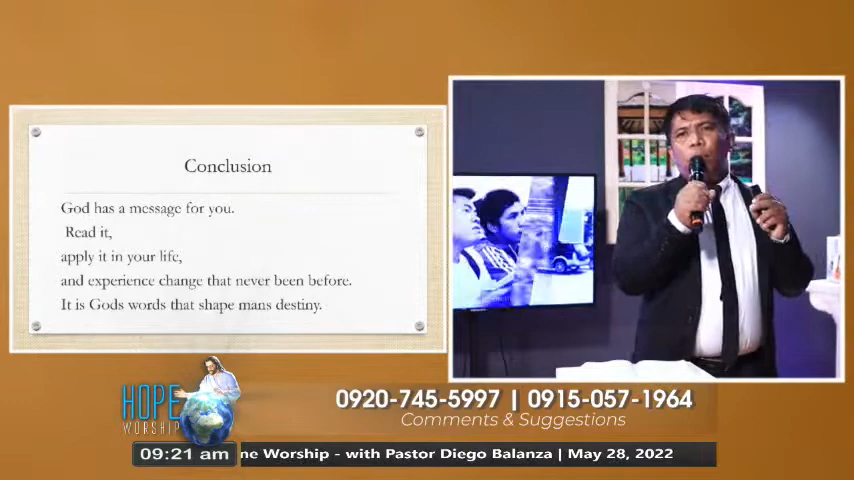 Conclusion
God has a message for you.
Read it,
apply it in your life,
and experience change that never been before.
It is Gods words that shape mans destiny.
HOPE
WORSHIP
0920-745-5997 | 0915-057-1964
Comments & Suggestions
09:21 am
ne Worship - with Pastor Diego Balanza | May 28, 2022